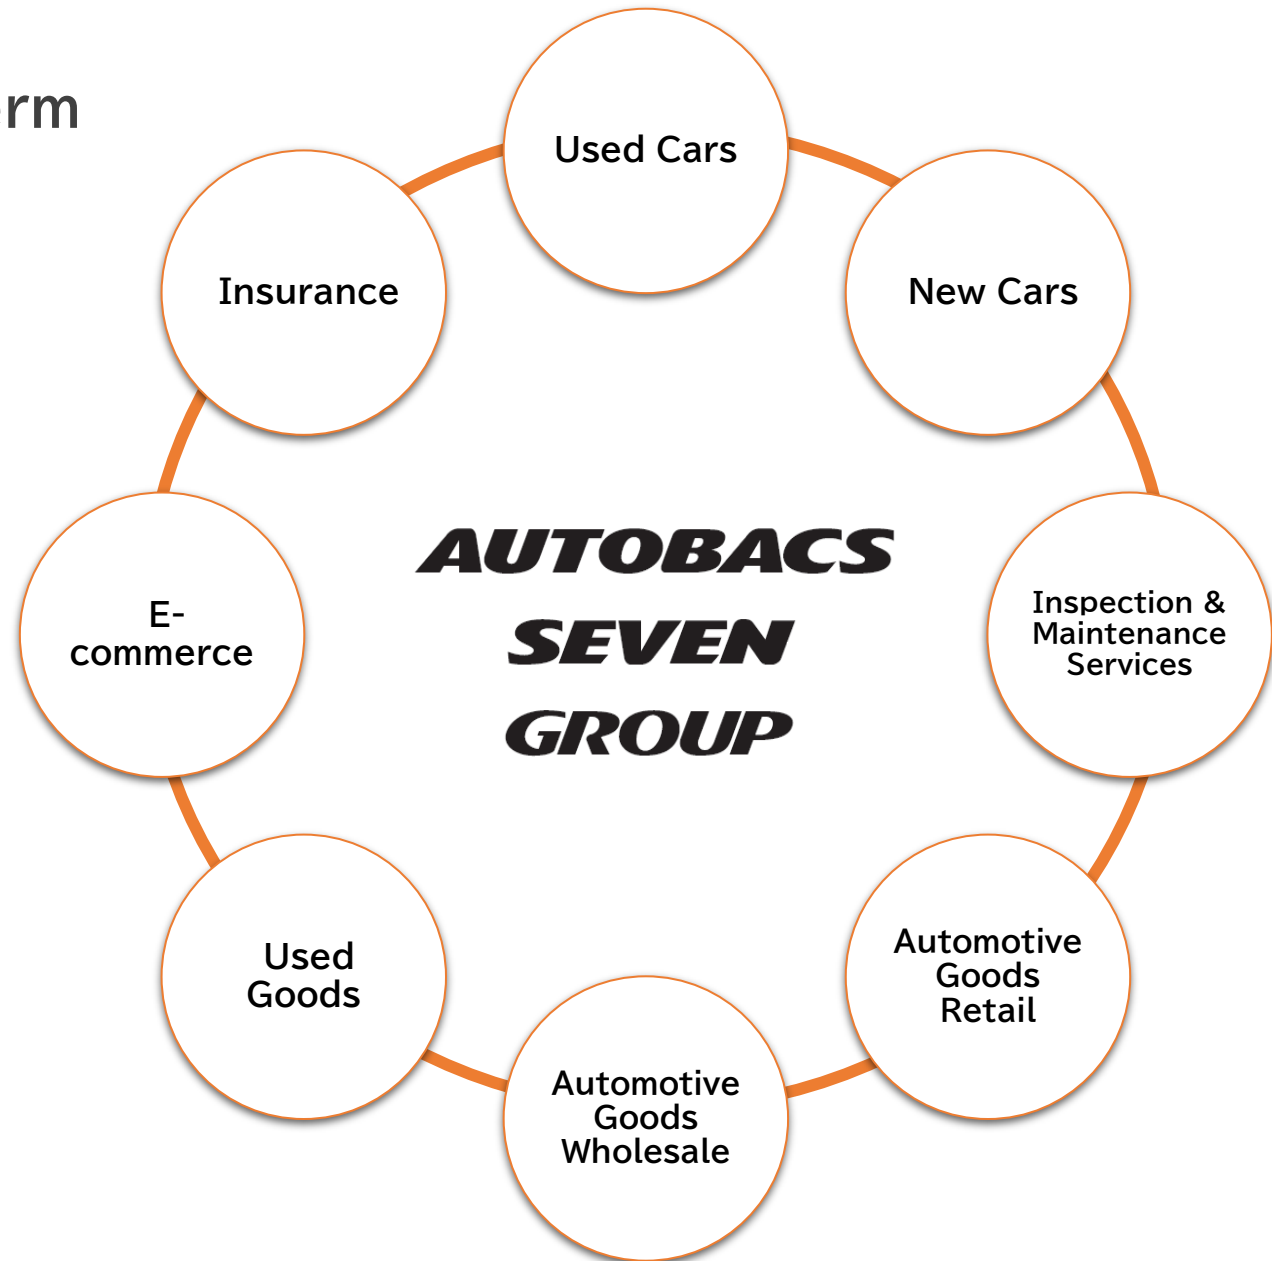 Used Cars
Insurance
New Cars
AUTOBACS
SEVEN
GROUP
E-
commerce
Inspection &
Maintenance
Services
Used
Goods
Automotive
Goods
Retail
Automotive
Goods
Wholesale